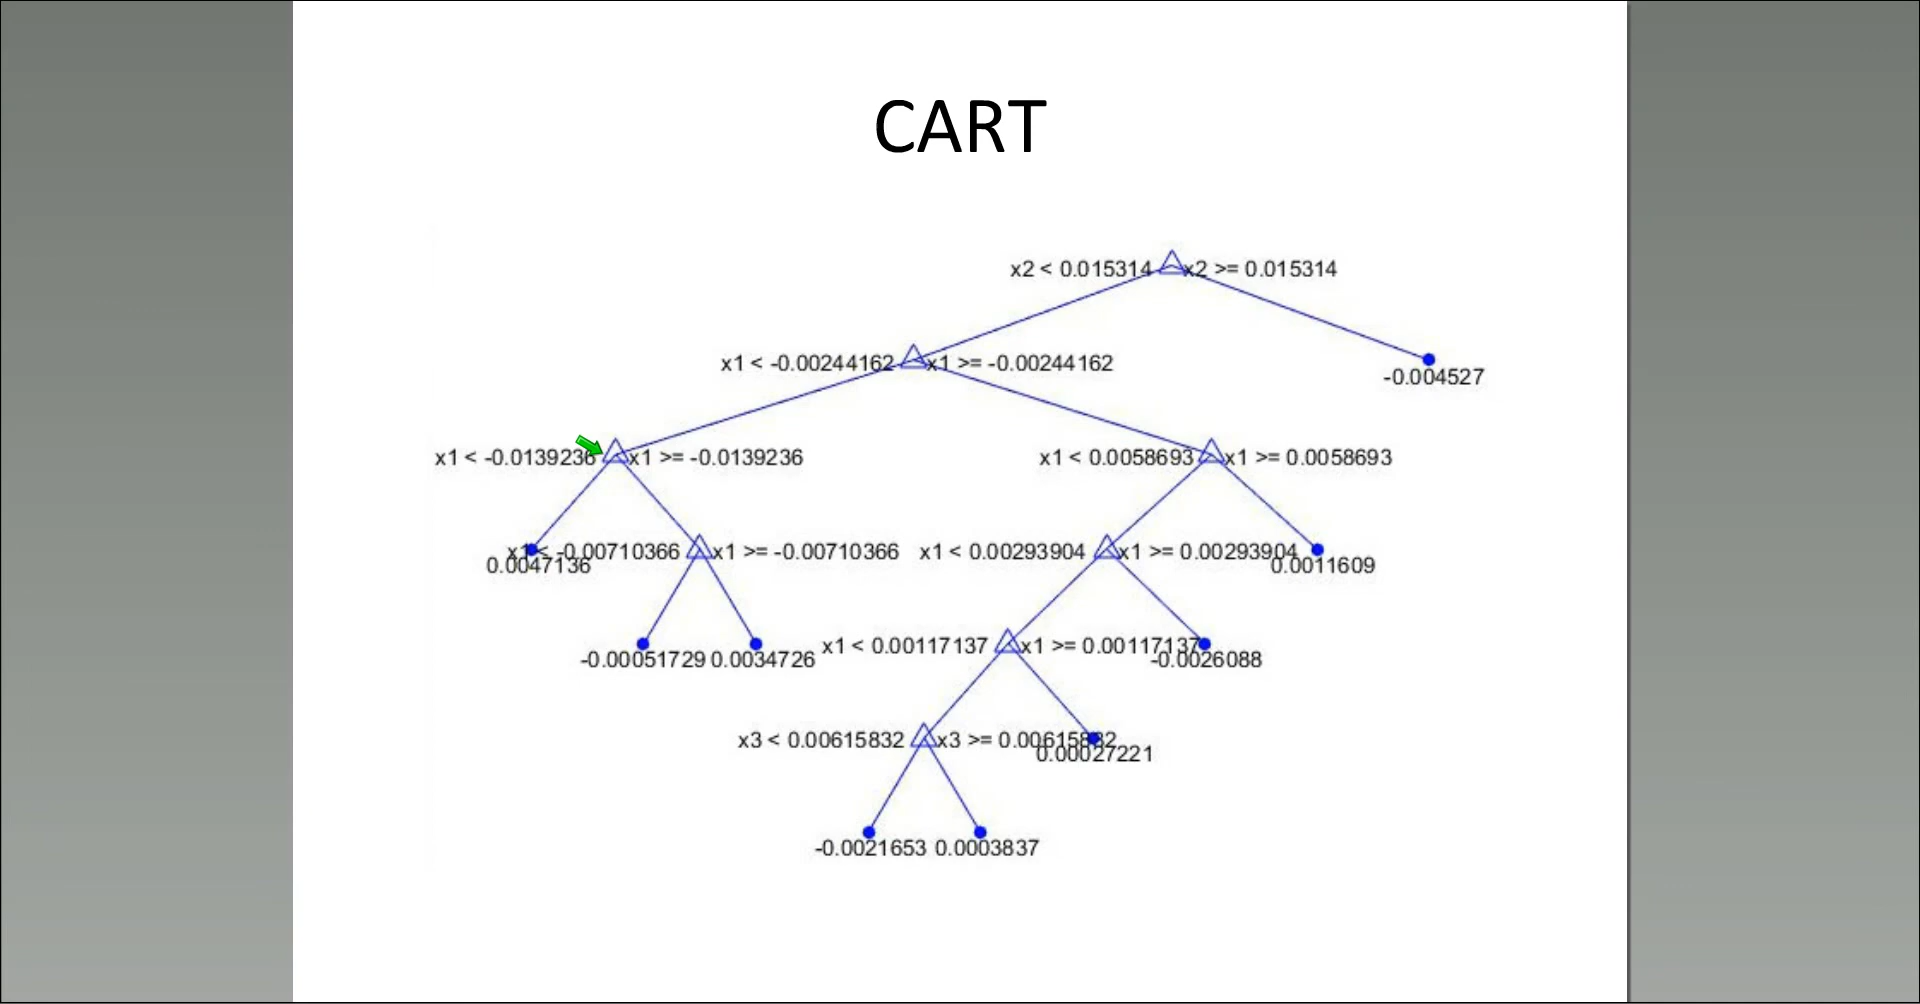 CART
x2 < 0.015314 x2 >= 0.015314
x1 < -0.00244162 x1 >= -0.00244162
-0.004527
x1 < -0.0139236 x1 >= -0.0139236 x1 < 0.0058693 x1 >= 0.0058693
x1 < -0.00710366 x1 >= -0.00710366 x1 < 0.00293904 x1 >= 0.00293904
0.0047136 0.0011609
x1 < 0.00117137 x1 >= 0.00117137
-0.00051729 0.0034726 -0.0026088
x3 < 0.00615832 x3 >= 0.00615832
0.00027221
-0.0021653 0.0003837